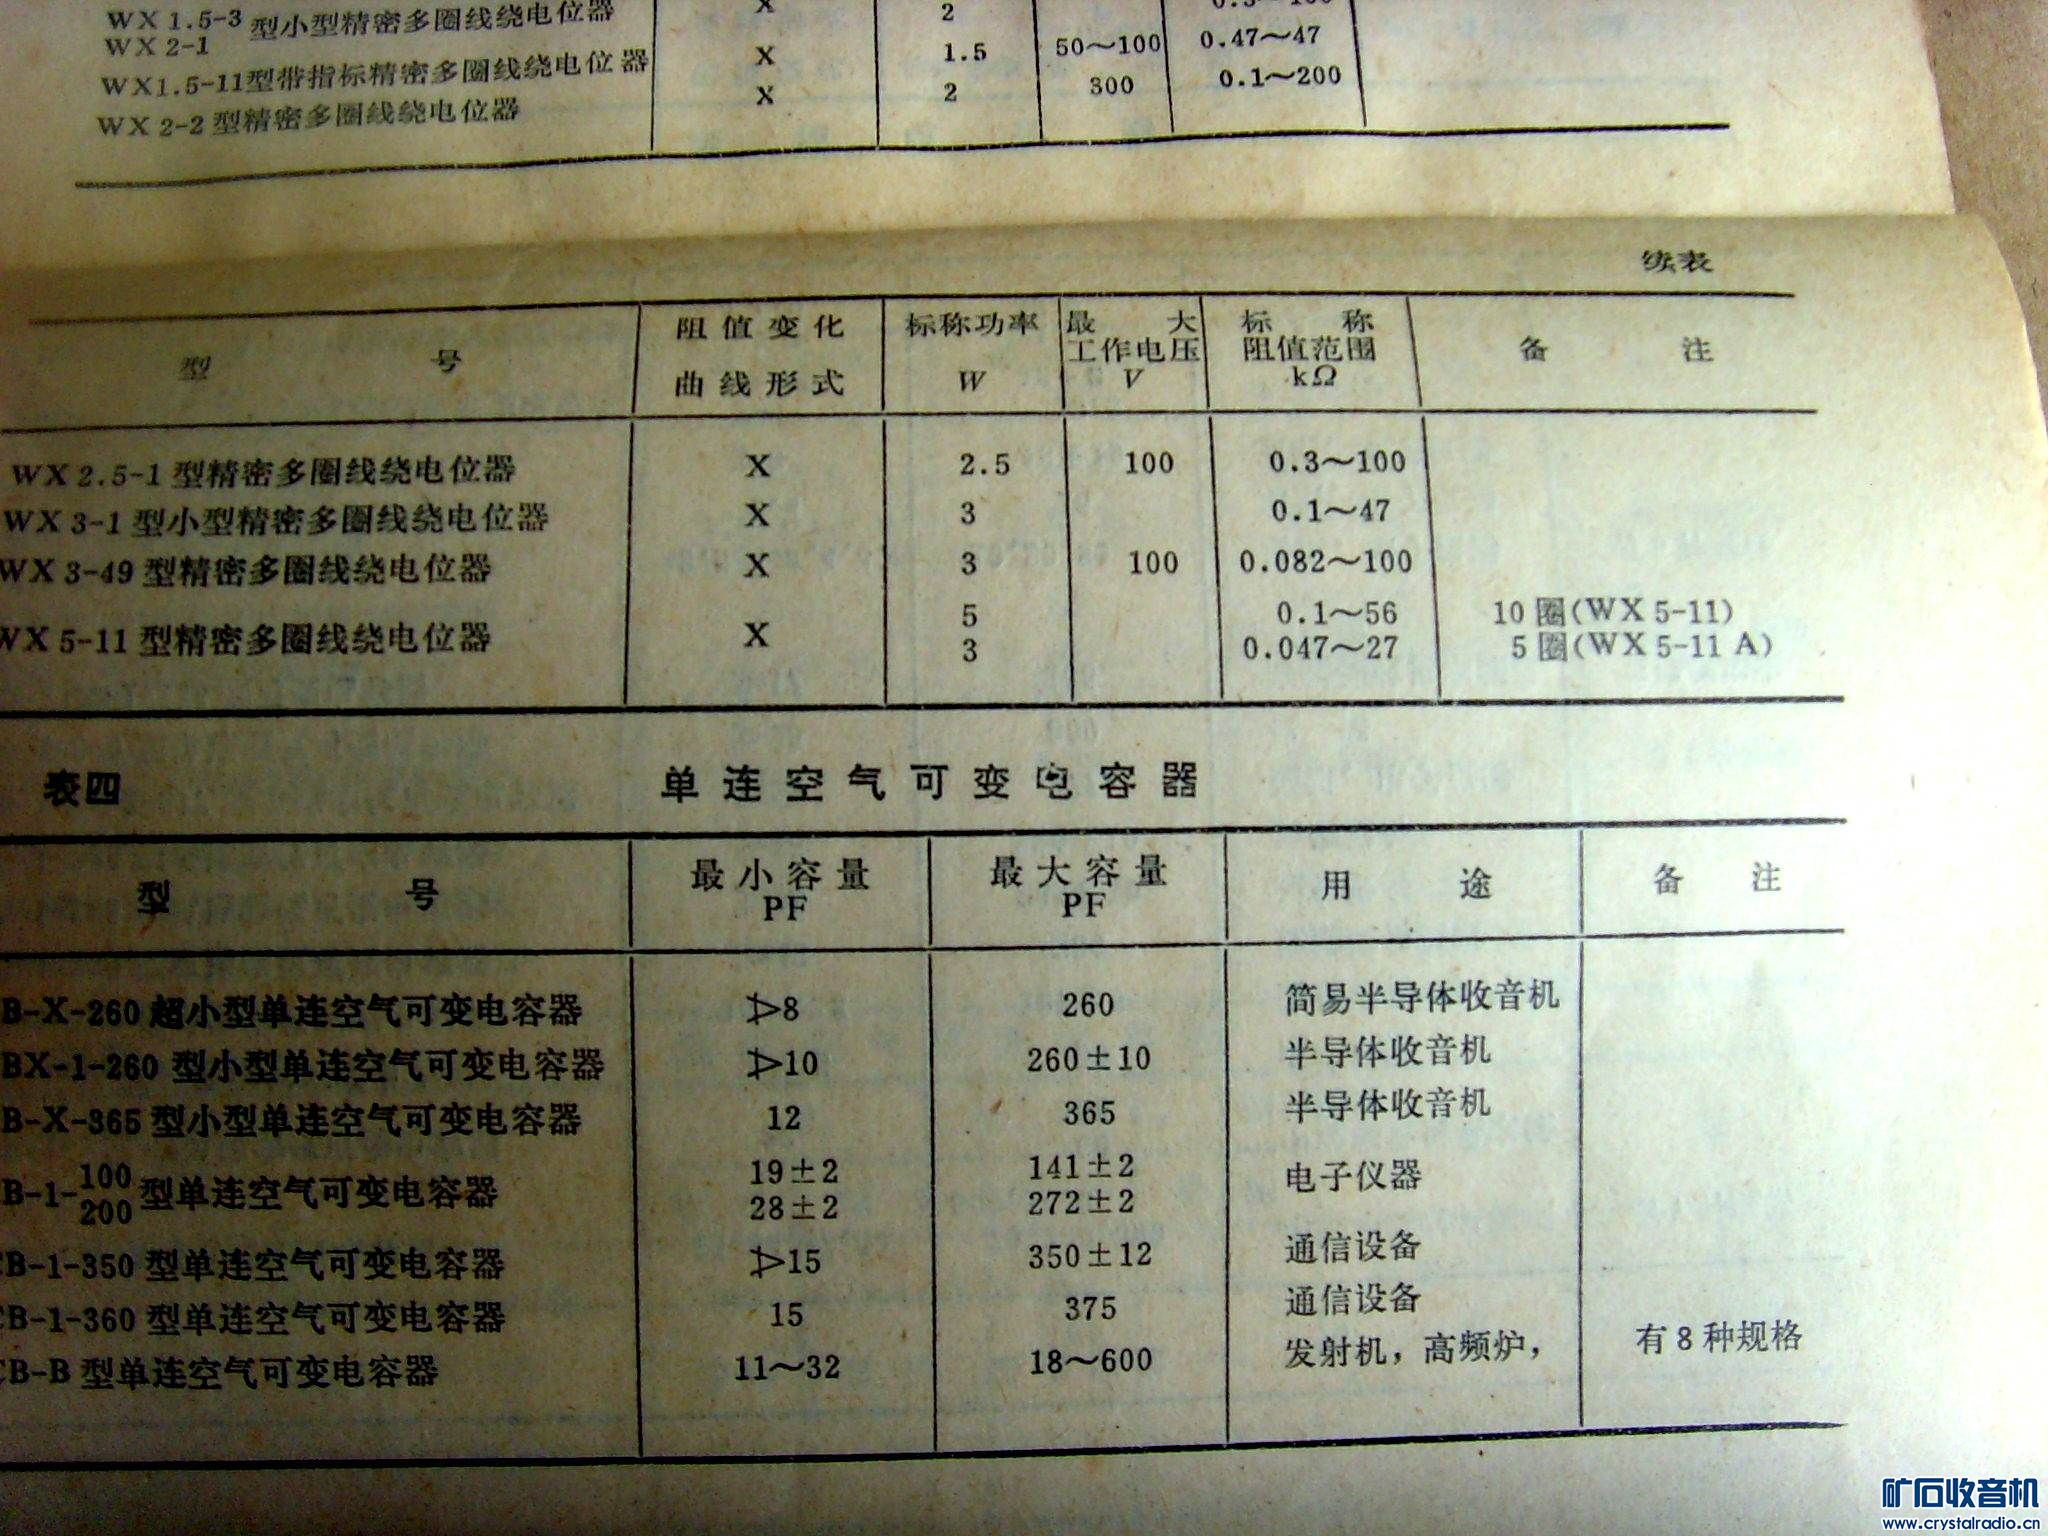 WX 1.5-3 型小型精密多圈线绕电位器 X 2
WX 2-1 X 1.5 50～100 0.47～47
WX1.5-11型带指标精密多圈线绕电位器 X 2 300 0.1～200
WX 2-2 型精密多圈线绕电位器
续表
型 号 阻值变化曲线形式 标称功率 W 最大工作电压 V 标称阻值范围 kΩ 备 注
WX 2.5-1 型精密多圈线绕电位器 X 2.5 100 0.3～100
WX 3-1 型小型精密多圈线绕电位器 X 3 0.1～47
WX 3-49 型精密多圈线绕电位器 X 3 100 0.082～100
5 0.1～56 10 圈(WX 5-11)
WX 5-11 型精密多圈线绕电位器 X
3 0.047～27 5 圈(WX 5-11 A)
表四 单连空气可变电容器
型 号 最小容量 PF 最大容量 PF 用 途 备 注
B-X-260 超小型单连空气可变电容器 ≯8 260 简易半导体收音机
BX-1-260 型小型单连空气可变电容器 ≯10 260±10 半导体收音机
B-X-365 型小型单连空气可变电容器 12 365 半导体收音机
100 19±2 141±2
B-1- 型单连空气可变电容器 电子仪器
200 28±2 272±2
CB-1-350 型单连空气可变电容器 ≯15 350±12 通信设备
CB-1-360 型单连空气可变电容器 15 375 通信设备
CB-B 型单连空气可变电容器 11～32 18～600 发射机，高频炉， 有 8 种规格
矿石收音机
www.crystalradio.cn